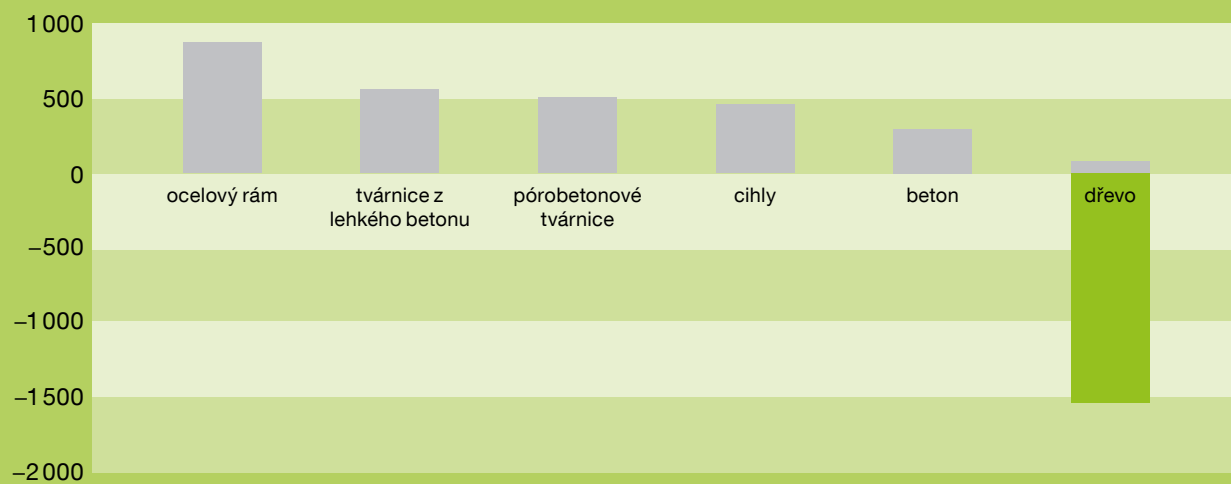 1 000
500
0
−500
−1 000
−1 500
−2 000
ocelový rám
tvárnice z
lehkého betonu
pórobetonové
tvárnice
cihly
beton
dřevo